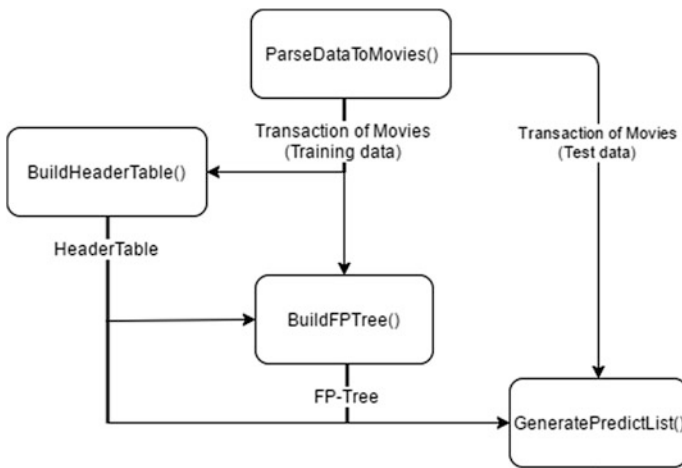 ParseDataToMovies()
Transaction of Movies
(Training data)
Transaction of Movies
(Test data)
BuildHeaderTable()
HeaderTable
BuildFPTree()
FP-Tree
GeneratePredictList()